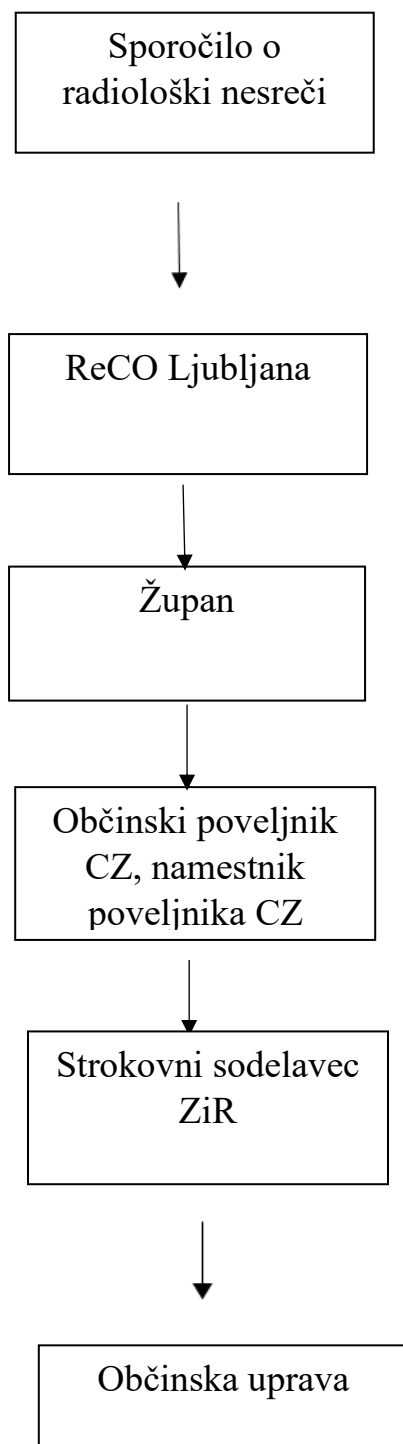 Sporočilo o
radiološki nesreči
ReCO Ljubljana
Župan
Občinski poveljnik
CZ, namestnik
poveljnika CZ
Strokovni sodelavec
ZiR
Občinska uprava